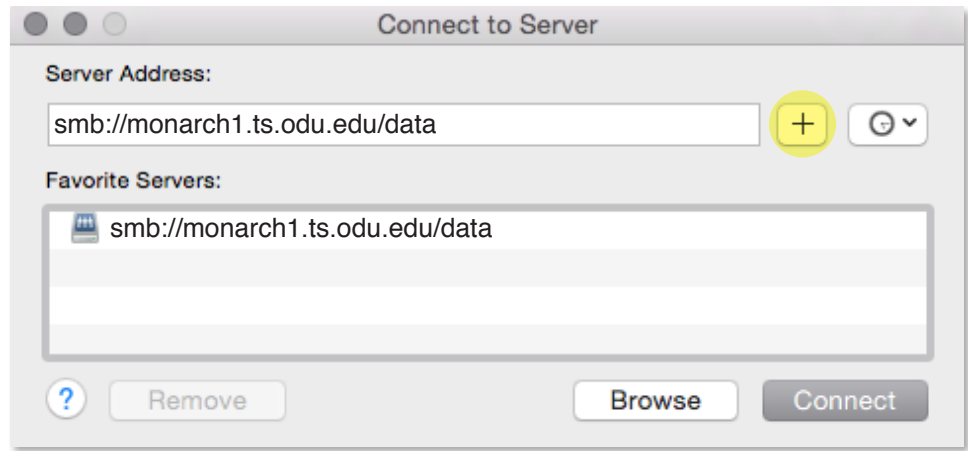 Connect to Server
Server Address:
smb://monarch1.ts.odu.edu/data
+
Favorite Servers:
smb://monarch1.ts.odu.edu/data
? Remove Browse Connect